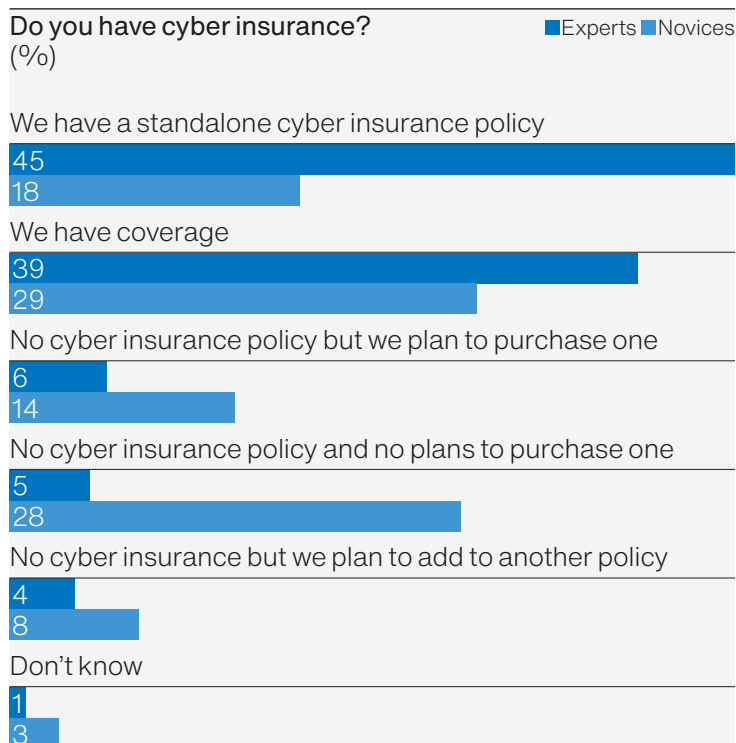 Do you have cyber insurance? Experts Novices
(%)
We have a standalone cyber insurance policy
45
18
We have coverage
39
29
No cyber insurance policy but we plan to purchase one
6
14
No cyber insurance policy and no plans to purchase one
5
28
No cyber insurance but we plan to add to another policy
4
8
Don’t know
1
3